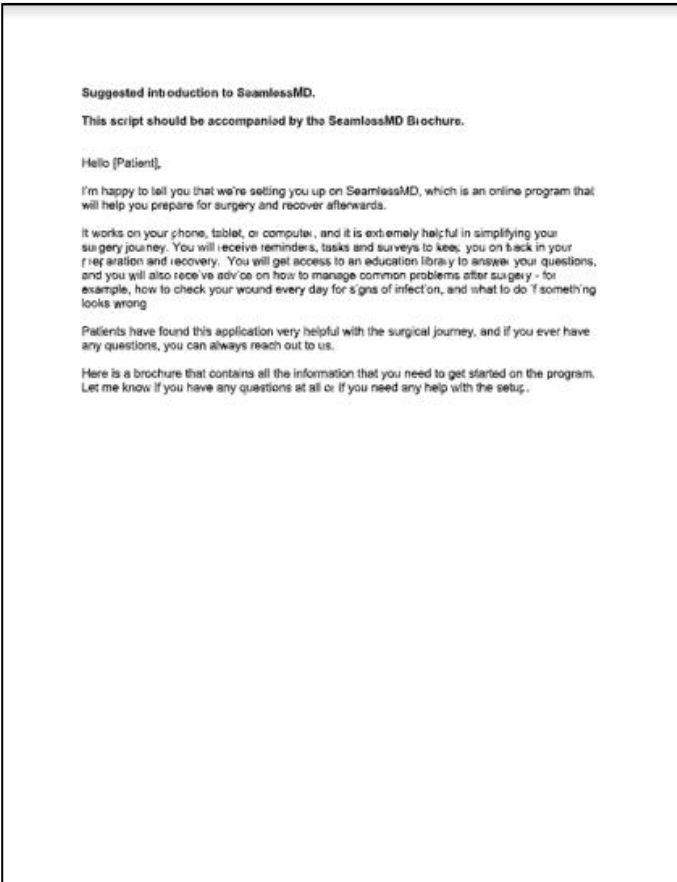 Suggested introduction to SeamlessMD.
This script should be accompanied by the SeamlessMD Brochure.
Hello [Patient],
I'm happy to tell you that we're setting you up on SeamlessMD, which is an online program that
will help you prepare for surgery and recover afterwards.
It works on your phone, tablet, or computer, and it is extremely helpful in simplifying your
surgery journey. You will receive reminders, tasks and surveys to keep you on track in your
preparation and recovery. You will get access to an education library to answer your questions,
and you will also receive advice on how to manage common problems after surgery - for
example, how to check your wound every day for signs of infection, and what to do if something
looks wrong
Patients have found this application very helpful with the surgical journey, and if you ever have
any questions, you can always reach out to us.
Here is a brochure that contains all the information that you need to get started on the program.
Let me know if you have any questions at all or if you need any help with the setup.